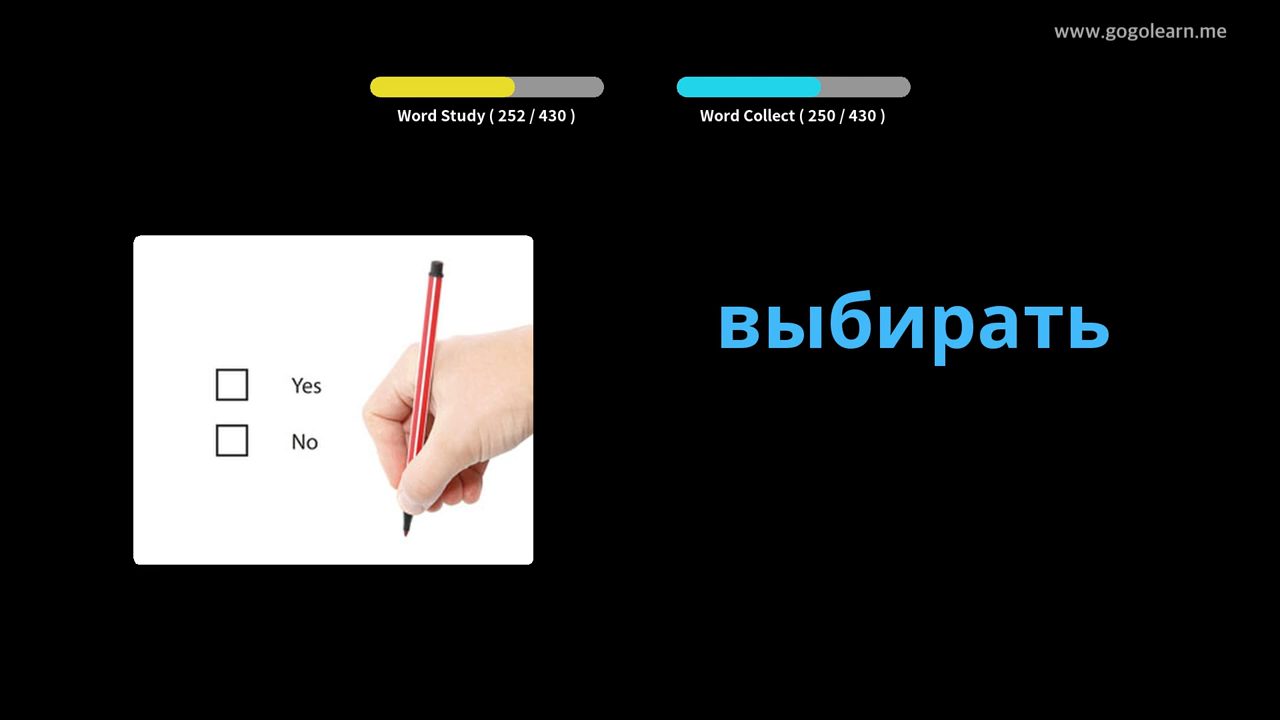 www.gogolearn.me
Word Study ( 252 / 430 )
Word Collect ( 250 / 430 )
выбирать
Yes
No